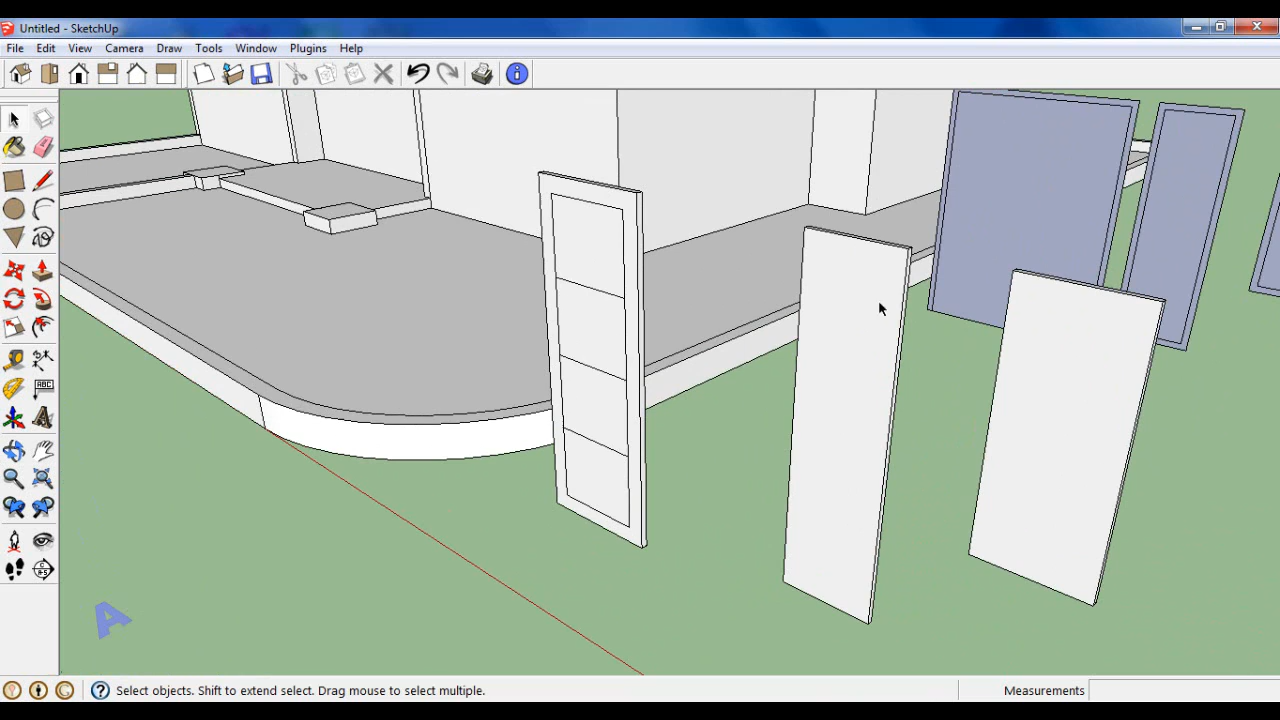 Untitled - SketchUp
File Edit View Camera Draw Tools Window Plugins Help
ABC
A
Select objects. Shift to extend select. Drag mouse to select multiple.
Measurements